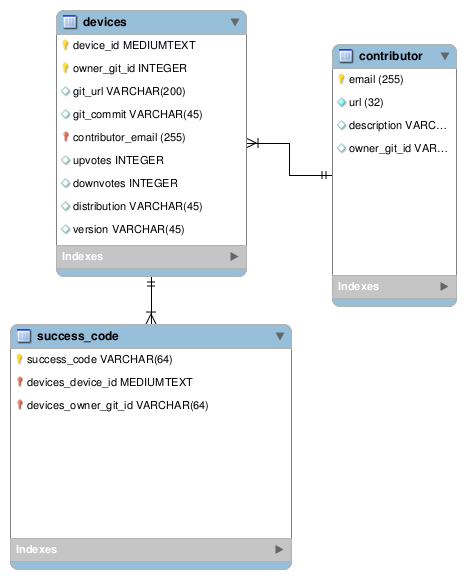 devices
device_id MEDIUMTEXT
owner_git_id INTEGER
git_url VARCHAR(200)
git_commit VARCHAR(45)
contributor_email (255)
upvotes INTEGER
downvotes INTEGER
distribution VARCHAR(45)
version VARCHAR(45)
Indexes
contributor
email (255)
url (32)
description VARC...
owner_git_id VAR...
Indexes
success_code
success_code VARCHAR(64)
devices_device_id MEDIUMTEXT
devices_owner_git_id VARCHAR(64)
Indexes